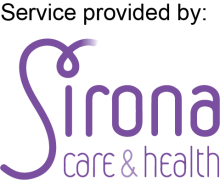 Service provided by:
Sirona
care & health